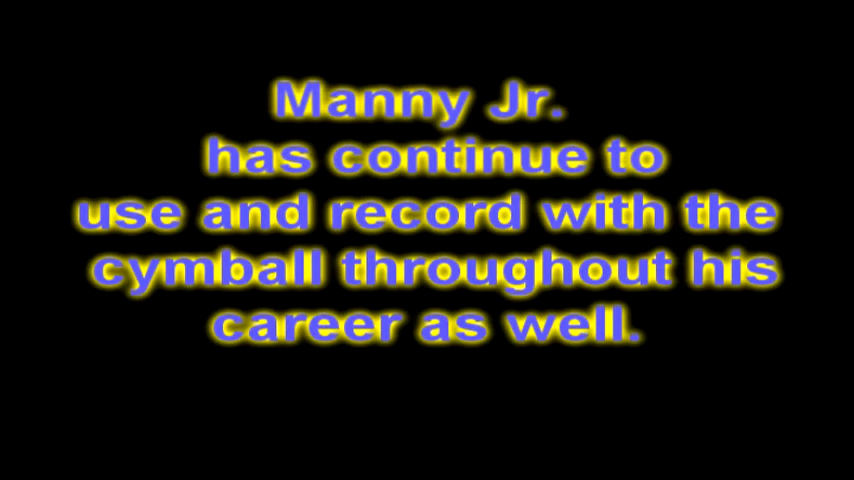 Manny Jr.
has continue to
use and record with the
cymball throughout his
career as well.